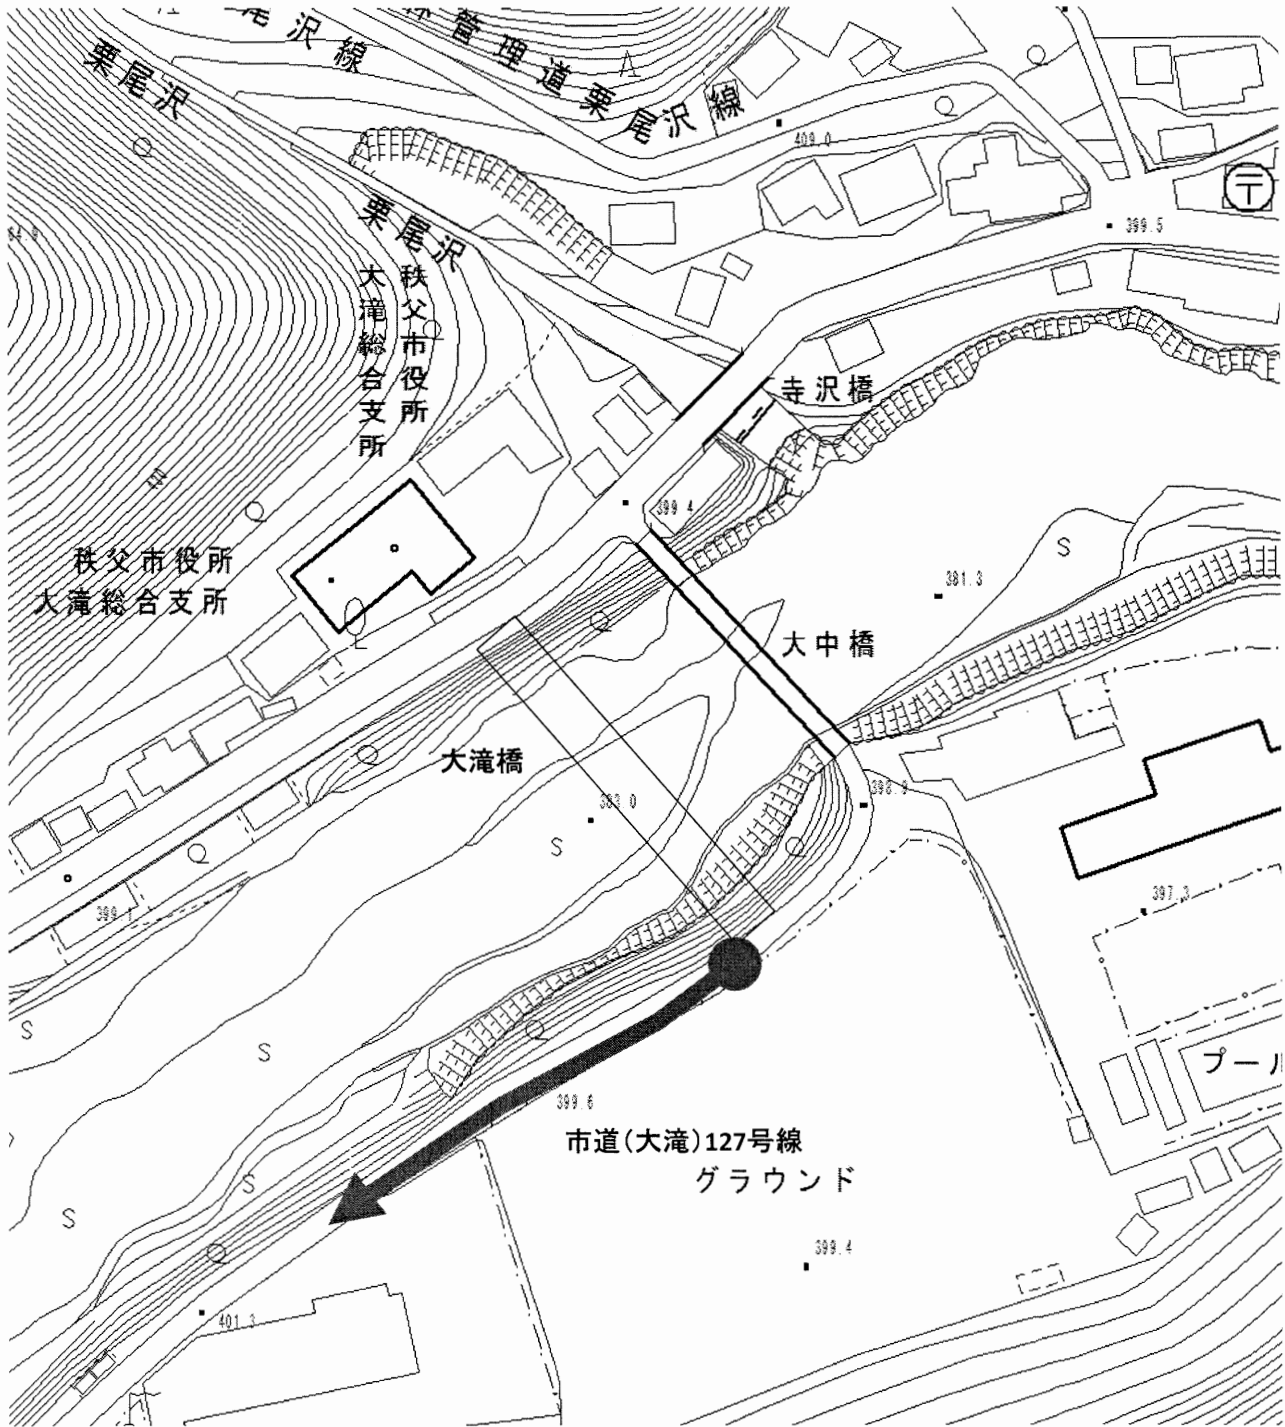 尾沢線
管理道栗尾沢線
栗尾沢
409.0
〒
栗尾沢
399.5
秩父市役所
大滝総合支所
寺沢橋
399.4
秩父市役所
大滝総合支所
S
381.3
大中橋
大滝橋
383.0
398.9
S
399.1
397.3
S
S
プール
399.6
市道(大滝)127号線
グラウンド
S
S
399.4
401.3